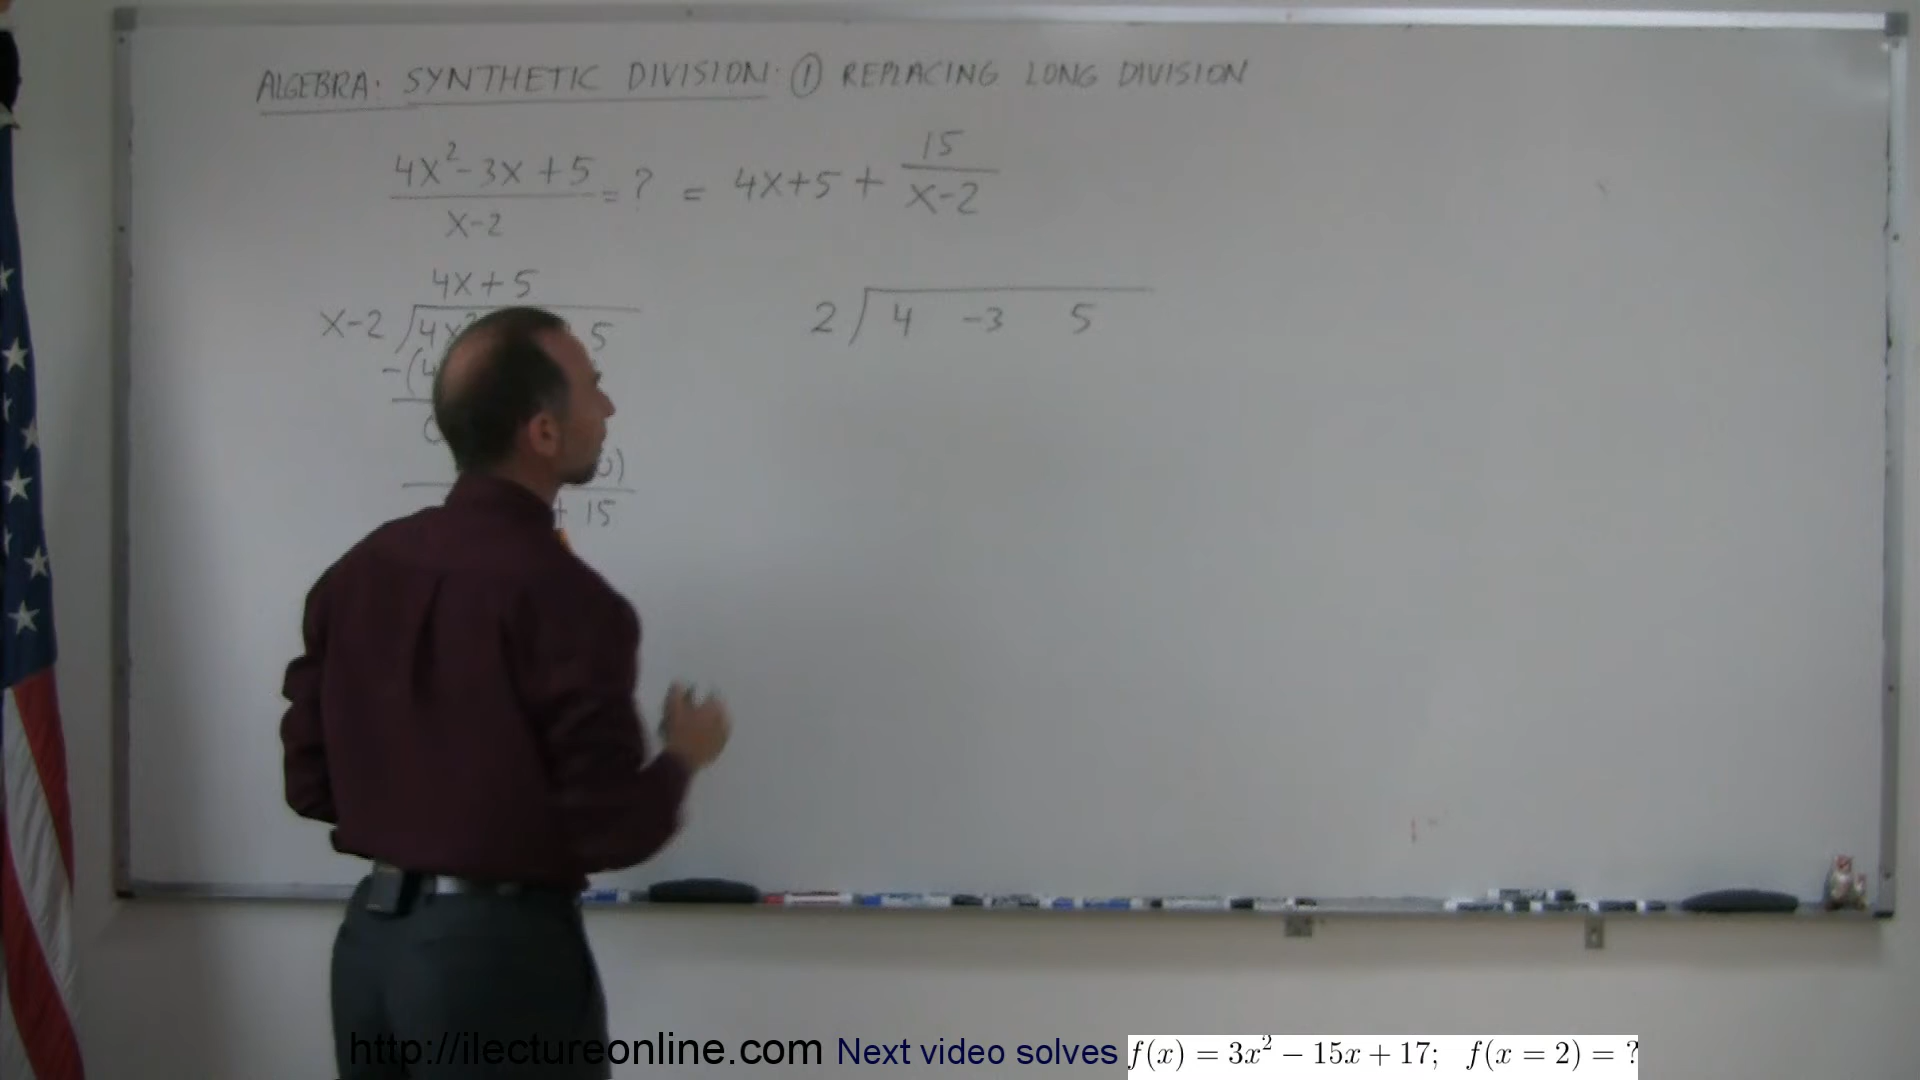 ALGEBRA: SYNTHETIC DIVISION: ① REPLACING LONG DIVISION
4x²-3x+5 / x-2 = ? = 4x+5 + 15 / x-2
4x+5
x-2 4x² 5
-(4
+ 15
2 4 -3 5
http://ilectureonline.com Next video solves f(x) = 3x² − 15x + 17; f(x = 2) = ?